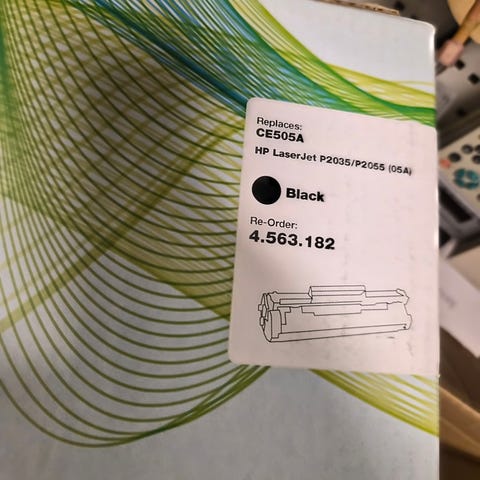 Replaces:
CE505A
HP LaserJet P2035/P2055 (05A)
Black
Re-Order:
4.563.182